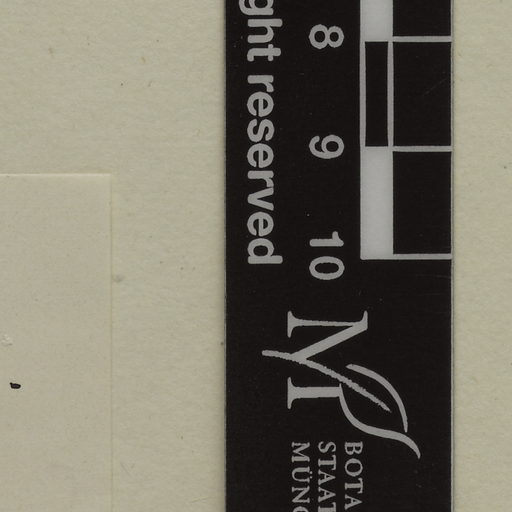 ght reserved
8 9 10
M
BOTA
STAAT
MÜNC